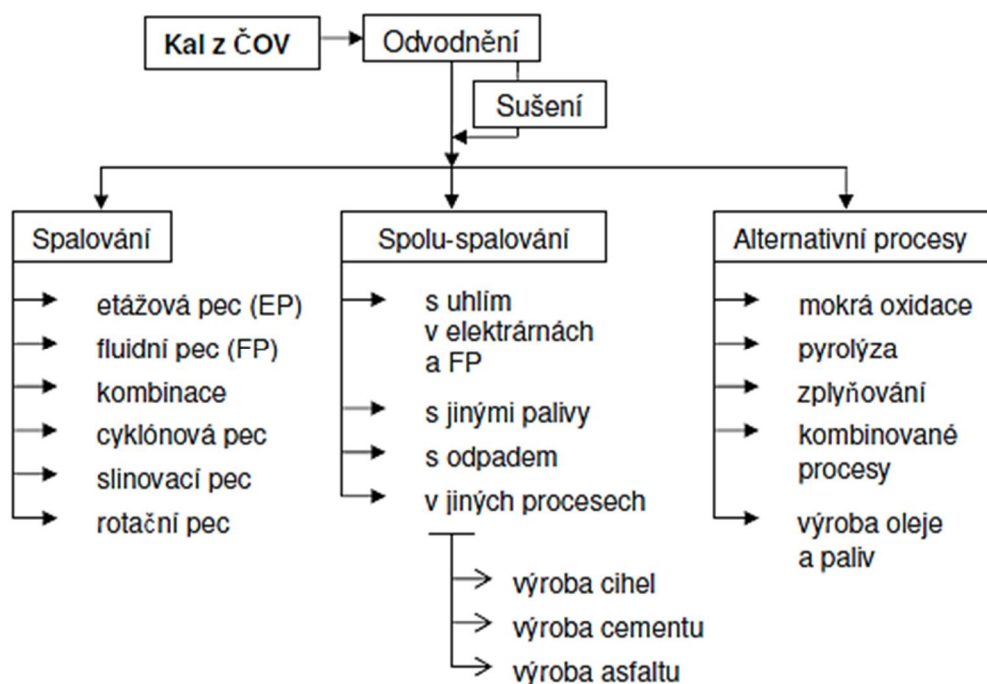 Kal z ČOV
Odvodnění
Sušení
Spalování
etážová pec (EP)
fluidní pec (FP)
kombinace
cyklónová pec
slinovací pec
rotační pec
Spolu-spalování
s uhlím
v elektrárnách
a FP
s jinými palivy
s odpadem
v jiných procesech
výroba cihel
výroba cementu
výroba asfaltu
Alternativní procesy
mokrá oxidace
pyrolýza
zplyňování
kombinované
procesy
výroba oleje
a paliv